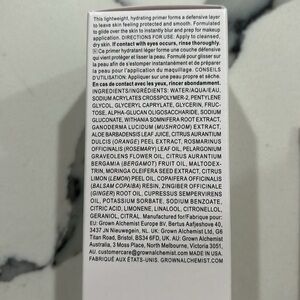 This lightweight, hydrating primer forms a defensive layer
to leave skin feeling protected and smooth. Formulated
to glide over the skin to instantly blur and prep for makeup
application. DIRECTIONS FOR USE: Apply to cleansed,
dry skin. If contact with eyes occurs, rinse thoroughly.
Ce primer hydratant léger forme une couche défensive
qui vient protéger et lisser la peau. Formulé pour glisser sur
la peau afin de l'estomper instantanément et de préparer
la peau pour l'application du maquillage. CONSEILS
D'UTILISATION: Appliquer sur peau propre et sèche.
En cas de contact avec les yeux, rincer abondamment.
INGREDIENTS/INGRÉDIENTS: WATER/AQUA/EAU,
SODIUM ACRYLATES CROSSPOLYMER-2, PENTYLENE
GLYCOL, GLYCERYL CAPRYLATE, GLYCERIN, FRUC-
TOSE, ALPHA-GLUCAN OLIGOSACCHARIDE, SODIUM
GLUCONATE, WITHANIA SOMNIFERA ROOT EXTRACT,
GANODERMA LUCIDUM (MUSHROOM) EXTRACT,
ALOE BARBADENSIS LEAF JUICE, CITRUS AURANTIUM
DULCIS (ORANGE) PEEL EXTRACT, ROSMARINUS
OFFICINALIS (ROSEMARY) LEAF OIL, PELARGONIUM
GRAVEOLENS FLOWER OIL, CITRUS AURANTIUM
BERGAMIA (BERGAMOT) FRUIT OIL, MALTODEX-
TRIN, MORINGA OLEIFERA SEED EXTRACT, CITRUS
LIMON (LEMON) PEEL OIL, COPAIFERA OFFICINALIS
(BALSAM COPAIBA) RESIN, ZINGIBER OFFICINALE
(GINGER) ROOT OIL, CUPRESSUS SEMPERVIRENS
OIL, POTASSIUM SORBATE, SODIUM BENZOATE,
CITRIC ACID, LIMONENE, LINALOOL, CITRONELLOL,
GERANIOL, CITRAL. Manufactured for/Fabriqué pour:
EU: Grown Alchemist Europe BV, Bertus Aafjeshove 40,
3437 JN Nieuwegein, NL. UK: Grown Alchemist Ltd, G6
Titan Road, Bristol, BS34 6FD, UK. AU: Grown Alchemist
Australia, 3 Moss Place, North Melbourne, Victoria 3051,
AU. customercare@grownalchemist.com MADE IN USA.
FABRIQUÉ AUX ÉTATS-UNIS. GROWNALCHEMIST.COM